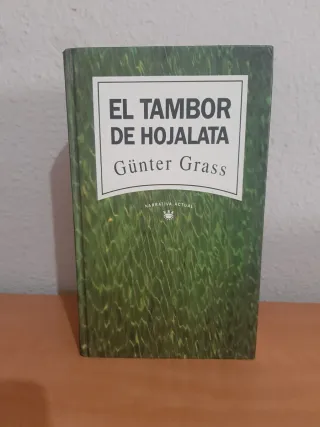 EL TAMBOR
DE HOJALATA
Günter Grass
NARRATIVA ACTUAL